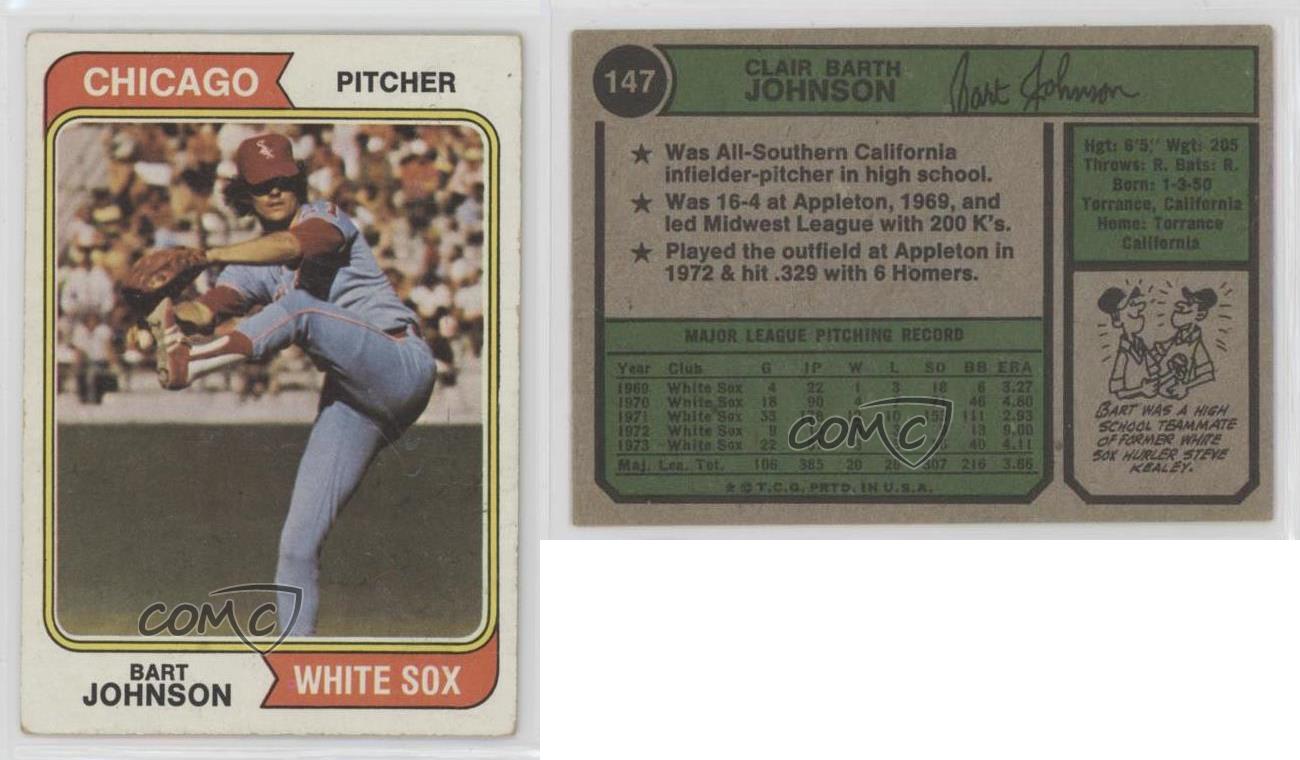 CHICAGO
PITCHER
SOX
COMC
BART
JOHNSON
WHITE SOX
147
CLAIR BARTH
JOHNSON
Bart Johnson
★ Was All-Southern California
infielder-pitcher in high school.
★ Was 16-4 at Appleton, 1969, and
led Midwest League with 200 K's.
★ Played the outfield at Appleton in
1972 & hit .329 with 6 Homers.
Hgt: 6'5" Wgt: 205
Throws: R. Bats: R.
Born: 1-3-50
Torrance, California
Home: Torrance
California
MAJOR LEAGUE PITCHING RECORD
Year Club G IP W L SO BB ERA
1969 White Sox 4 22 1 3 18 6 3.27
1970 White Sox 18 90 4 46 4.80
1971 White Sox 33 10 111 2.93
1972 White Sox 9 13 9.00
1973 White Sox 22 40 4.11
Maj. Lea. Tot. 106 385 20 307 216 3.66
COMC
★ © T.C.G. PRTD. IN U.S.A.
BART WAS A HIGH
SCHOOL TEAMMATE
OF FORMER WHITE
SOX HURLER STEVE
KEALEY.